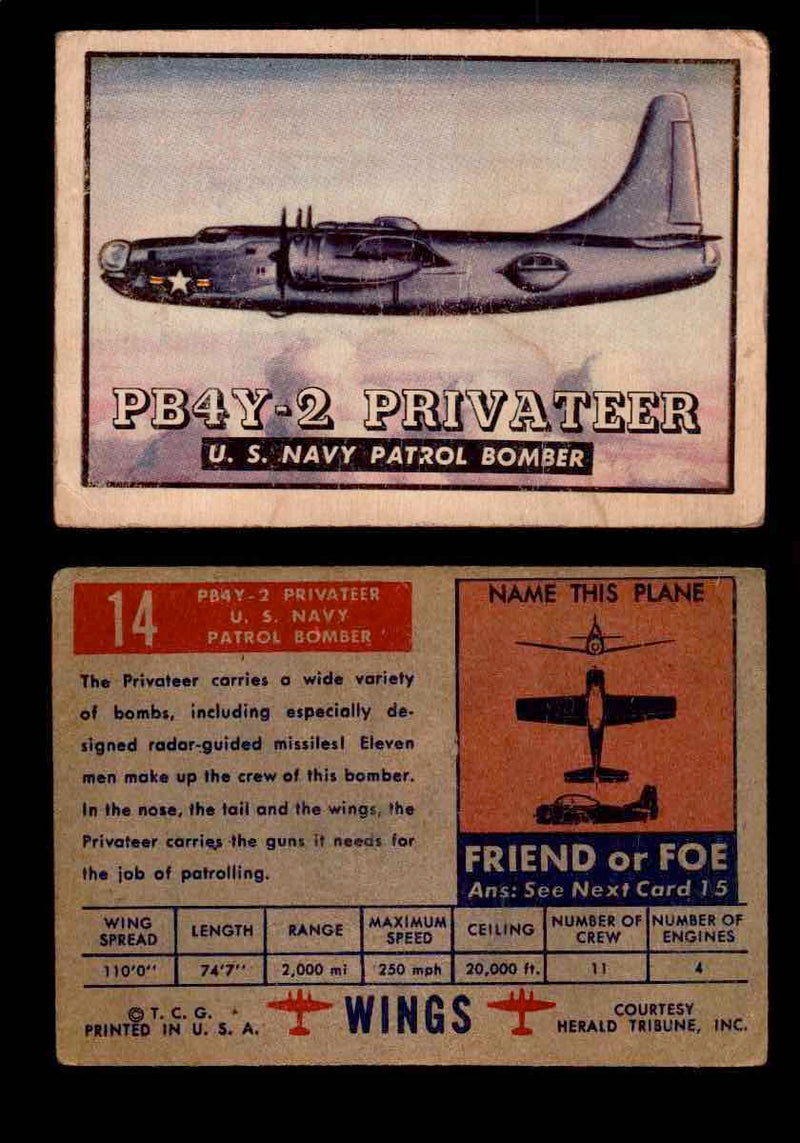 PB4Y-2 PRIVATEER
U. S. NAVY PATROL BOMBER
14
PB4Y-2 PRIVATEER
U. S. NAVY
PATROL BOMBER
The Privateer carries a wide variety
of bombs, including especially de-
signed radar-guided missiles! Eleven
men make up the crew of this bomber.
In the nose, the tail and the wings, the
Privateer carries the guns it needs for
the job of patrolling.
NAME THIS PLANE
FRIEND or FOE
Ans: See Next Card 15
WING SPREAD LENGTH RANGE MAXIMUM SPEED CEILING NUMBER OF CREW NUMBER OF ENGINES
110'0" 74'7" 2,000 mi 250 mph 20,000 ft. 11 4
© T. C. G.
PRINTED IN U. S. A.
WINGS
COURTESY
HERALD TRIBUNE, INC.